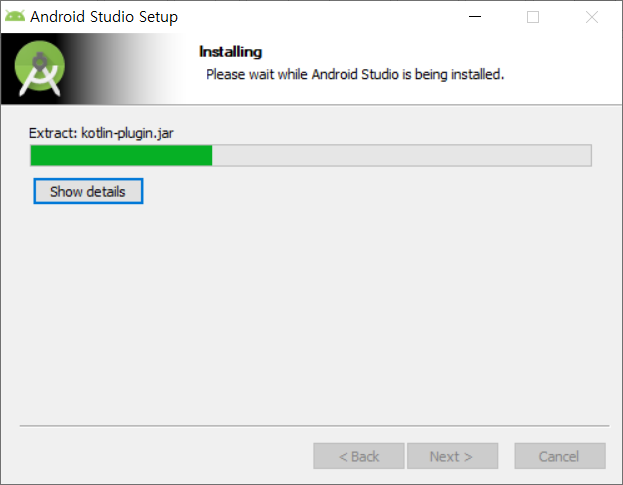 Android Studio Setup
Installing
Please wait while Android Studio is being installed.
Extract: kotlin-plugin.jar
Show details
< Back
Next >
Cancel